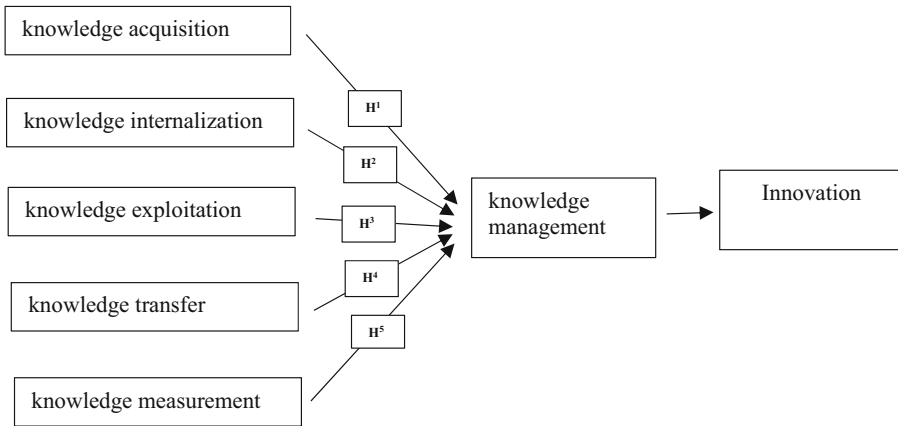 knowledge acquisition
H¹
knowledge internalization
H²
knowledge exploitation
H³
knowledge transfer
H⁴
knowledge measurement
H⁵
knowledge
management
Innovation